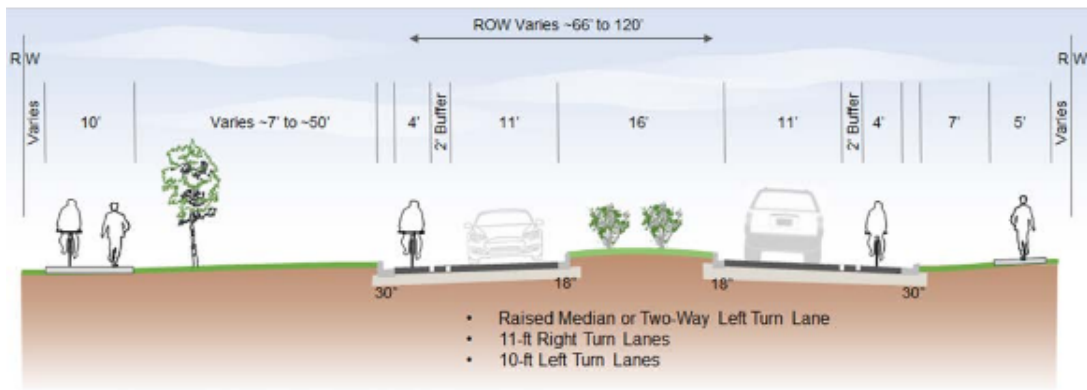 ROW Varies ~66' to 120'
R W
R W
Varies
10'
Varies ~7' to ~50'
4'
2' Buffer
11'
16'
11'
2' Buffer
4'
7'
5'
Varies
30"
18"
18"
30"
• Raised Median or Two-Way Left Turn Lane
• 11-ft Right Turn Lanes
• 10-ft Left Turn Lanes